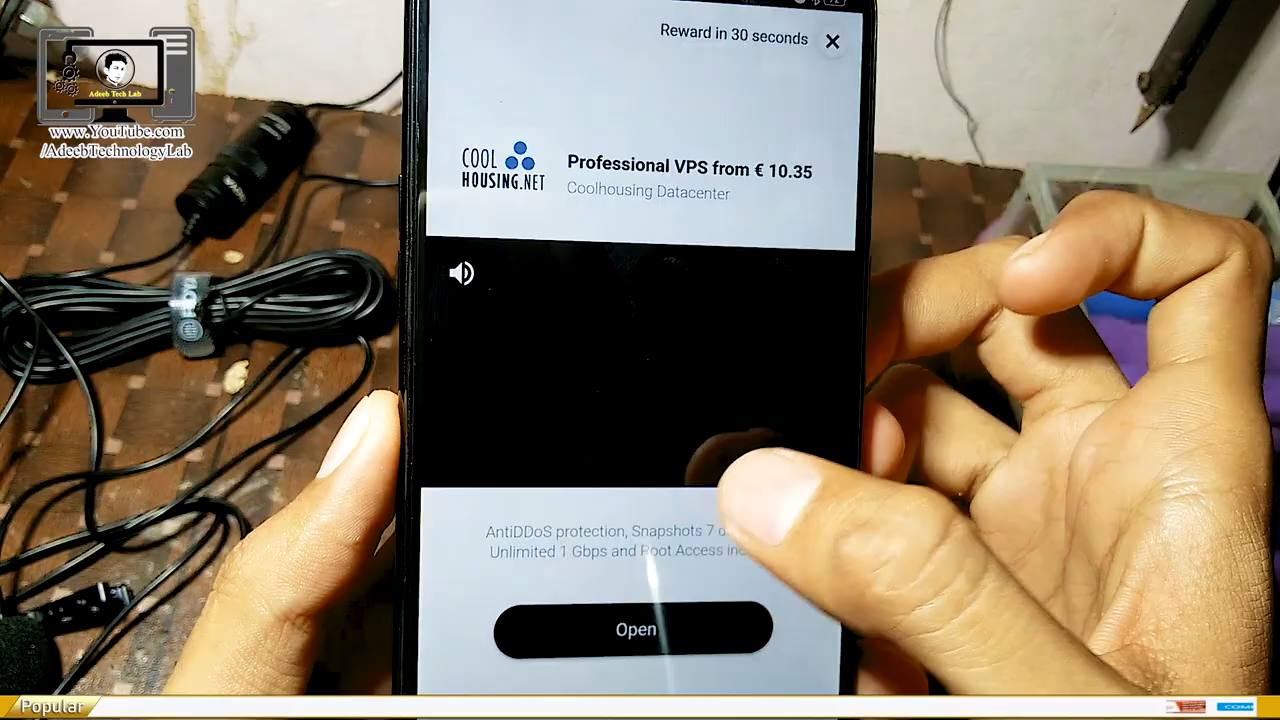 Adeeb Tech Lab
www.YouTube.com
/AdeebTechnologyLab
Reward in 30 seconds
COOL
HOUSING.NET
Professional VPS from € 10.35
Coolhousing Datacenter
AntiDDoS protection, Snapshots 7
Unlimited 1 Gbps and Root Access
Open
Popular